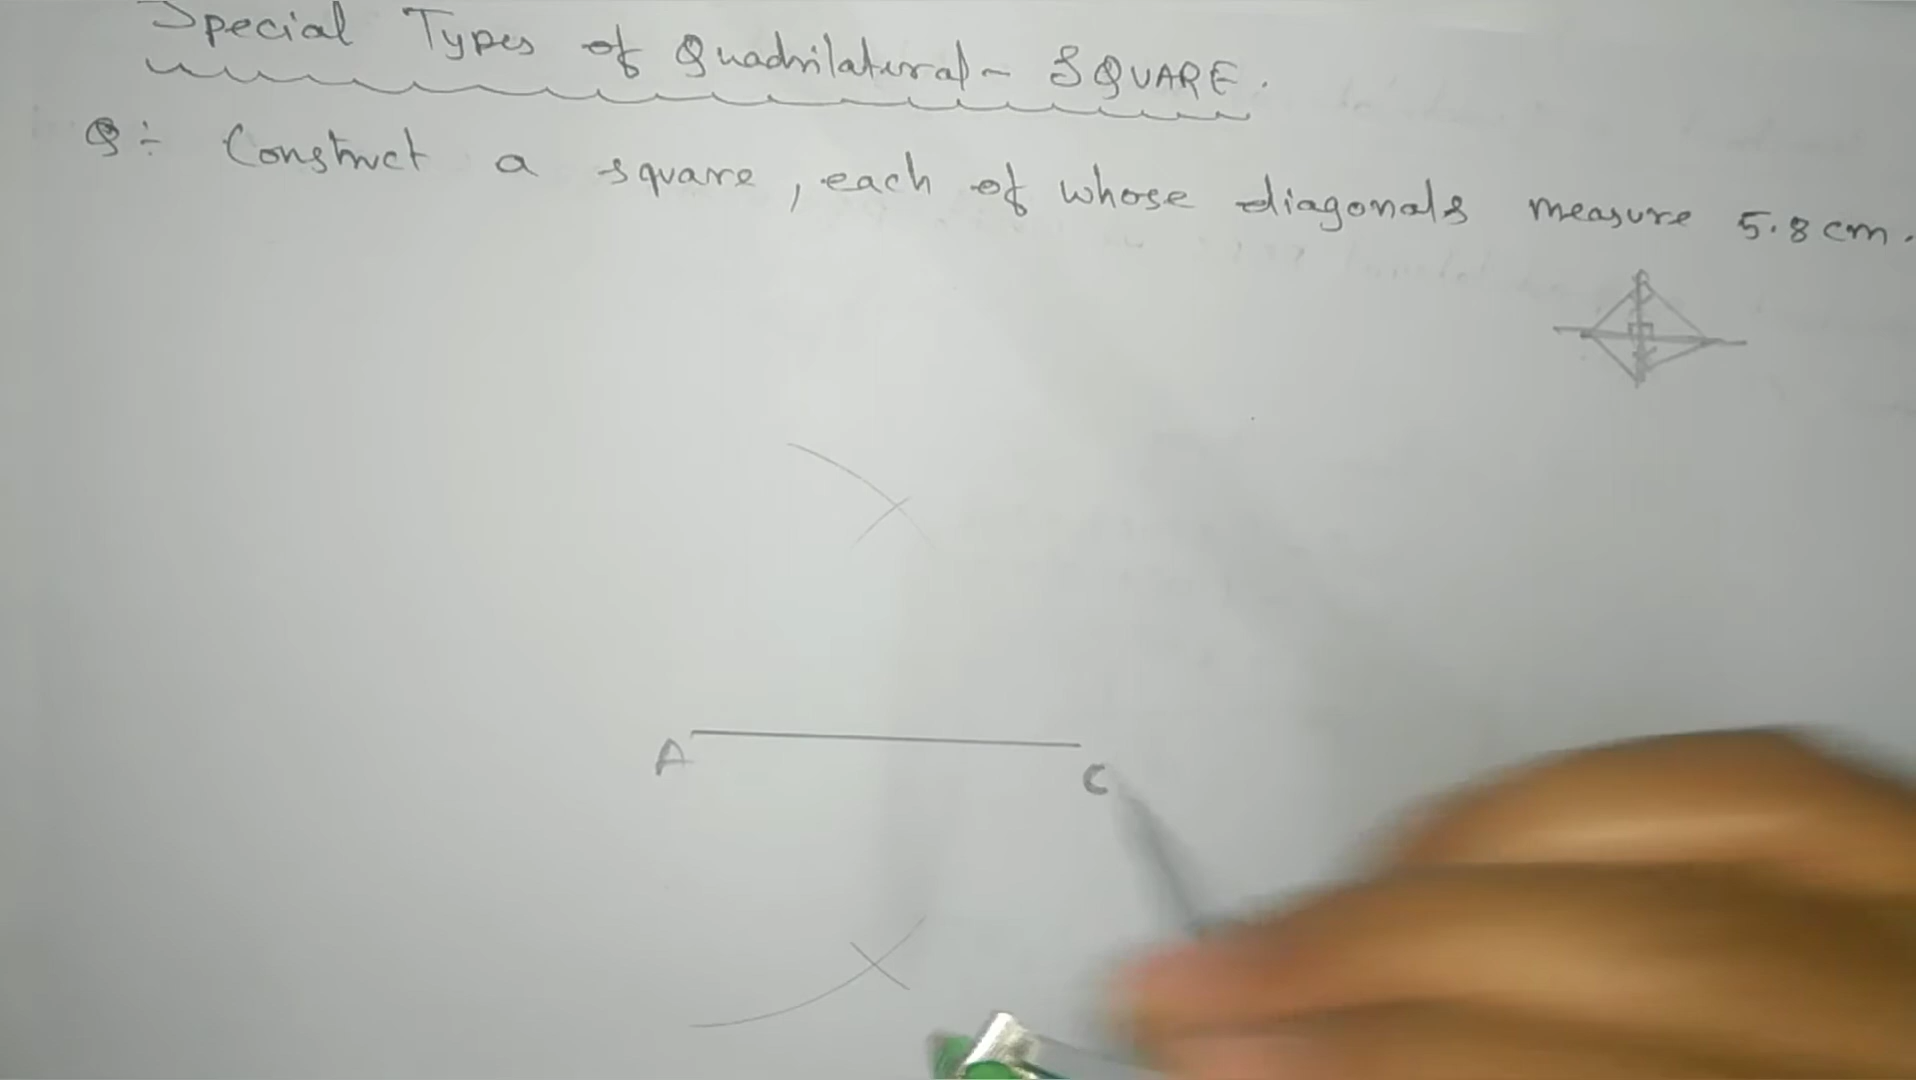 Special Types of Quadrilateral - SQUARE.
Q÷ Construct a square, each of whose diagonals measure 5.8 cm.
A
C